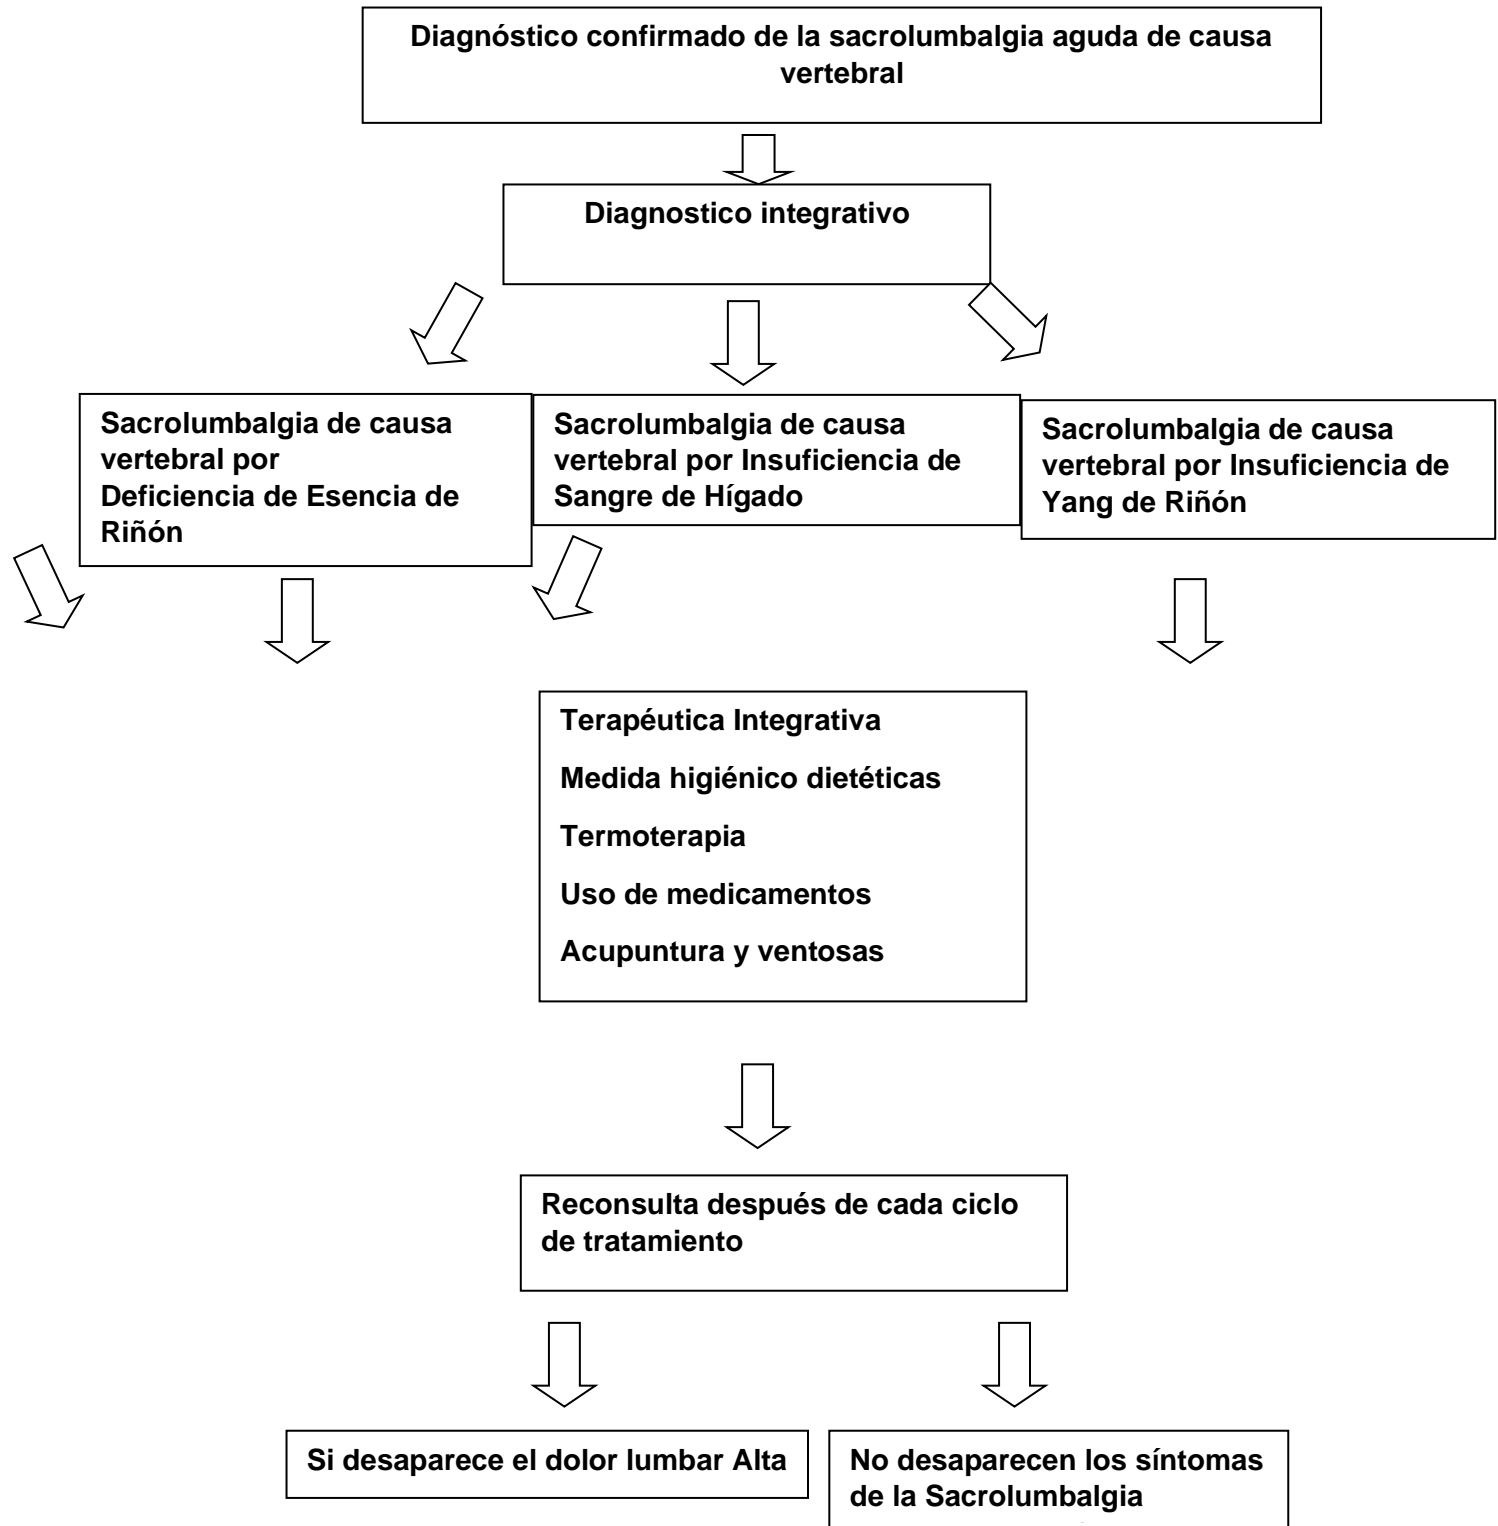 Diagnóstico confirmado de la sacrolumbalgia aguda de causa
vertebral
Diagnostico integrativo
Sacrolumbalgia de causa
vertebral por
Deficiencia de Esencia de
Riñón
Sacrolumbalgia de causa
vertebral por Insuficiencia de
Sangre de Hígado
Sacrolumbalgia de causa
vertebral por Insuficiencia de
Yang de Riñón
Terapéutica Integrativa
Medida higiénico dietéticas
Termoterapia
Uso de medicamentos
Acupuntura y ventosas
Reconsulta después de cada ciclo
de tratamiento
Si desaparece el dolor lumbar Alta
No desaparecen los síntomas
de la Sacrolumbalgia